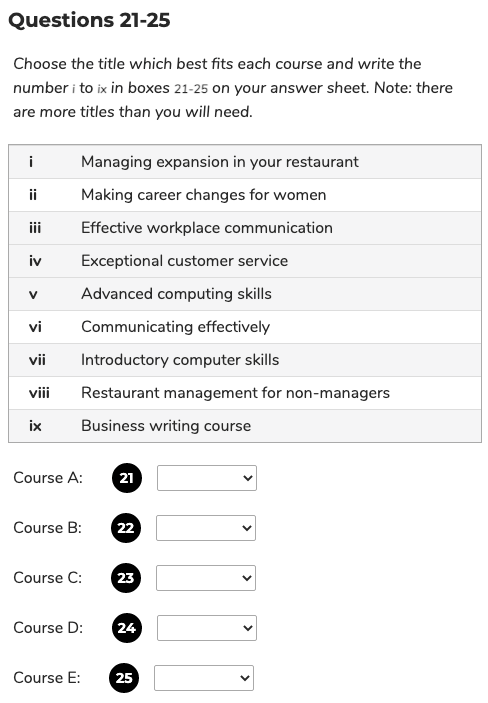 Questions 21-25
Choose the title which best fits each course and write the
number i to ix in boxes 21-25 on your answer sheet. Note: there
are more titles than you will need.
i Managing expansion in your restaurant
ii Making career changes for women
iii Effective workplace communication
iv Exceptional customer service
v Advanced computing skills
vi Communicating effectively
vii Introductory computer skills
viii Restaurant management for non-managers
ix Business writing course
Course A: 21
Course B: 22
Course C: 23
Course D: 24
Course E: 25